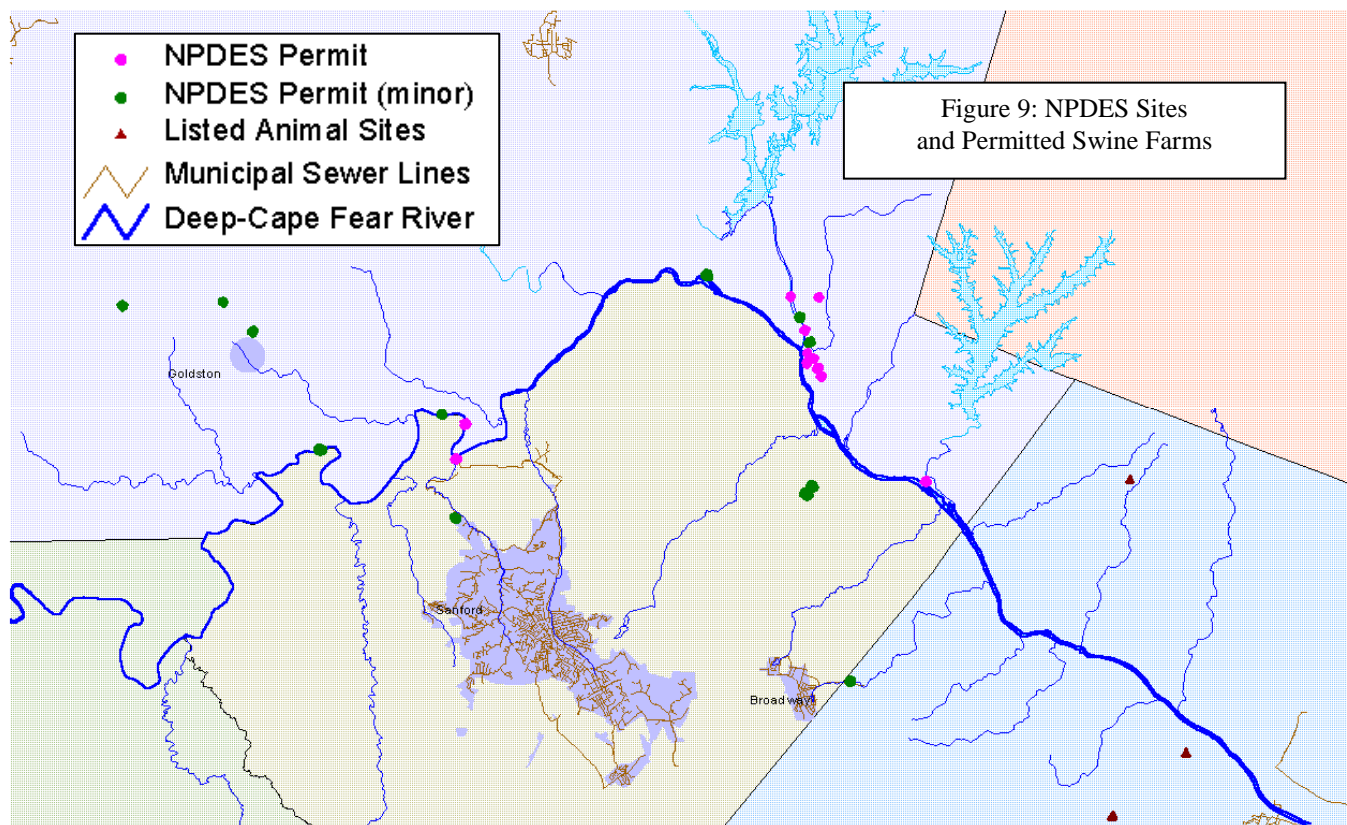 NPDES Permit
NPDES Permit (minor)
Listed Animal Sites
Municipal Sewer Lines
Deep-Cape Fear River
Figure 9: NPDES Sites
and Permitted Swine Farms
Goldston
Sanford
Broadway